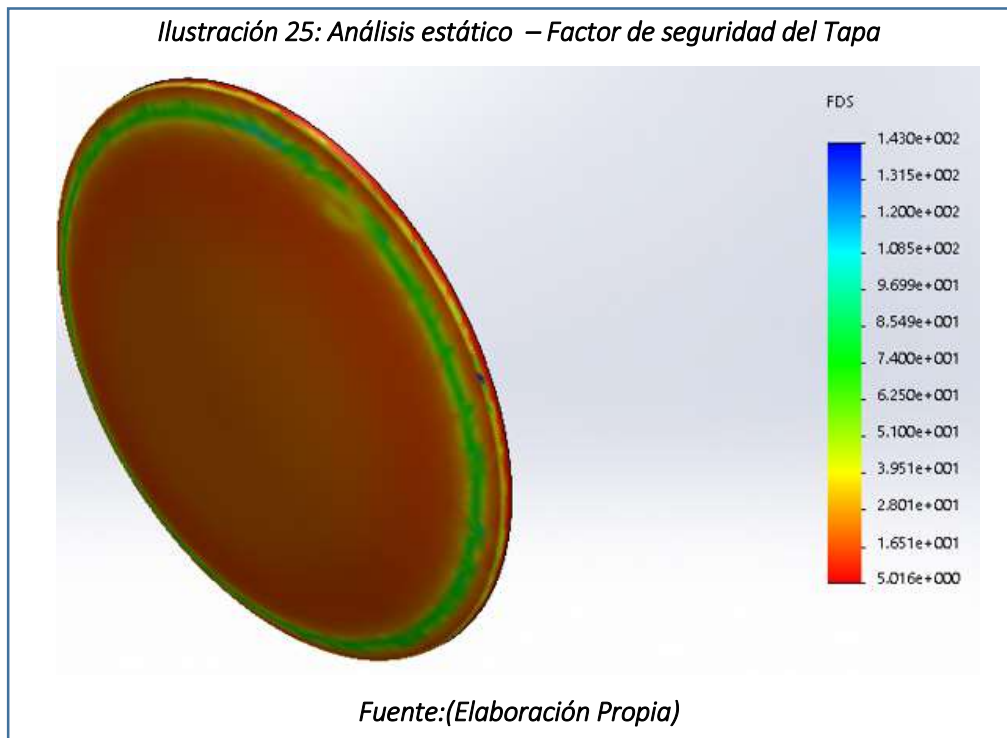 Ilustración 25: Análisis estático – Factor de seguridad del Tapa
FDS
1.430e+002
1.315e+002
1.200e+002
1.085e+002
9.699e+001
8.549e+001
7.400e+001
6.250e+001
5.100e+001
3.951e+001
2.801e+001
1.651e+001
5.016e+000
Fuente:(Elaboración Propia)